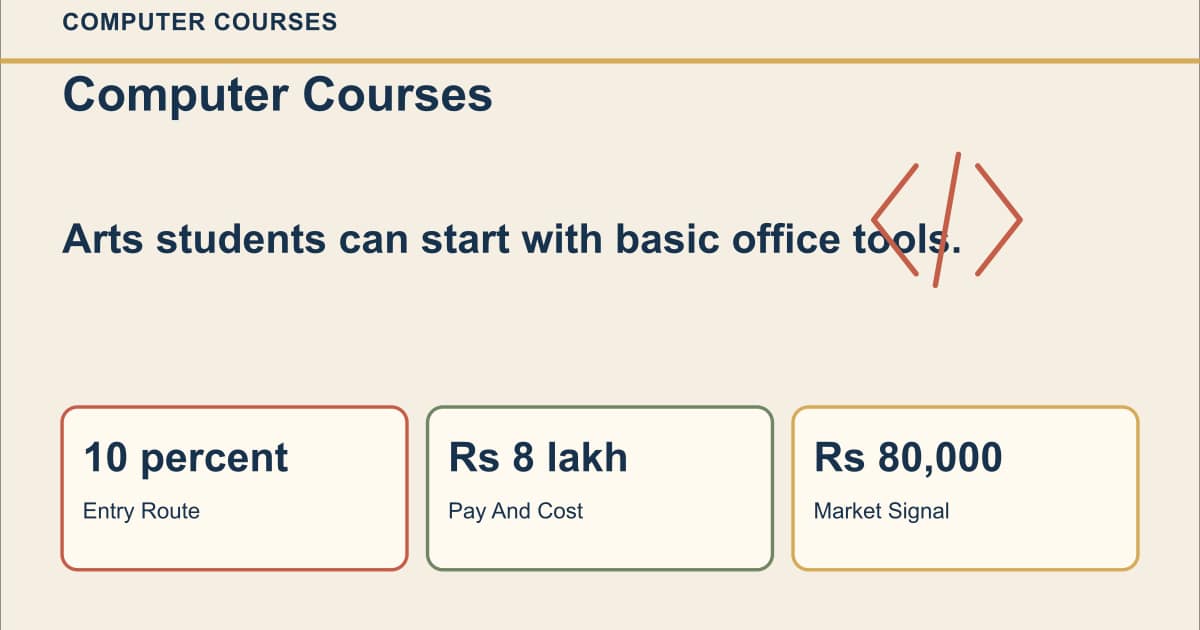 COMPUTER COURSES
Computer Courses
Arts students can start with basic office tools.
10 percent
Entry Route
Rs 8 lakh
Pay And Cost
Rs 80,000
Market Signal